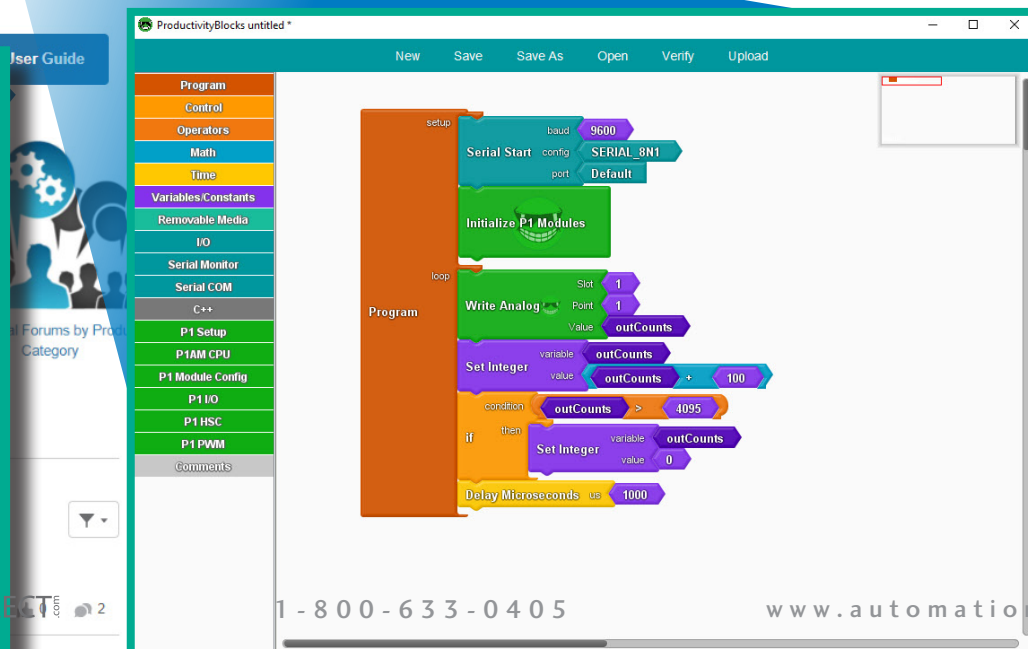 ProductivityBlocks untitled *
User Guide
New Save Save As Open Verify Upload
Program
Control
Operators
Math
Time
Variables/Constants
Removable Media
I/O
Serial Monitor
Serial COM
C++
P1 Setup
P1AM CPU
P1 Module Config
P1 I/O
P1 HSC
P1 PWM
Comments
setup
Serial Start
baud 9600
config SERIAL_8N1
port Default
Initialize P1 Modules
loop
Program
Write Analog
Slot 1
Point 1
Value outCounts
Set Integer
variable outCounts
value outCounts + 100
if
condition outCounts > 4095
then
Set Integer
variable outCounts
value 0
Delay Microseconds us 1000
Forums by
Category
0 2
ECT .com
1-800-633-0405
www.automatio